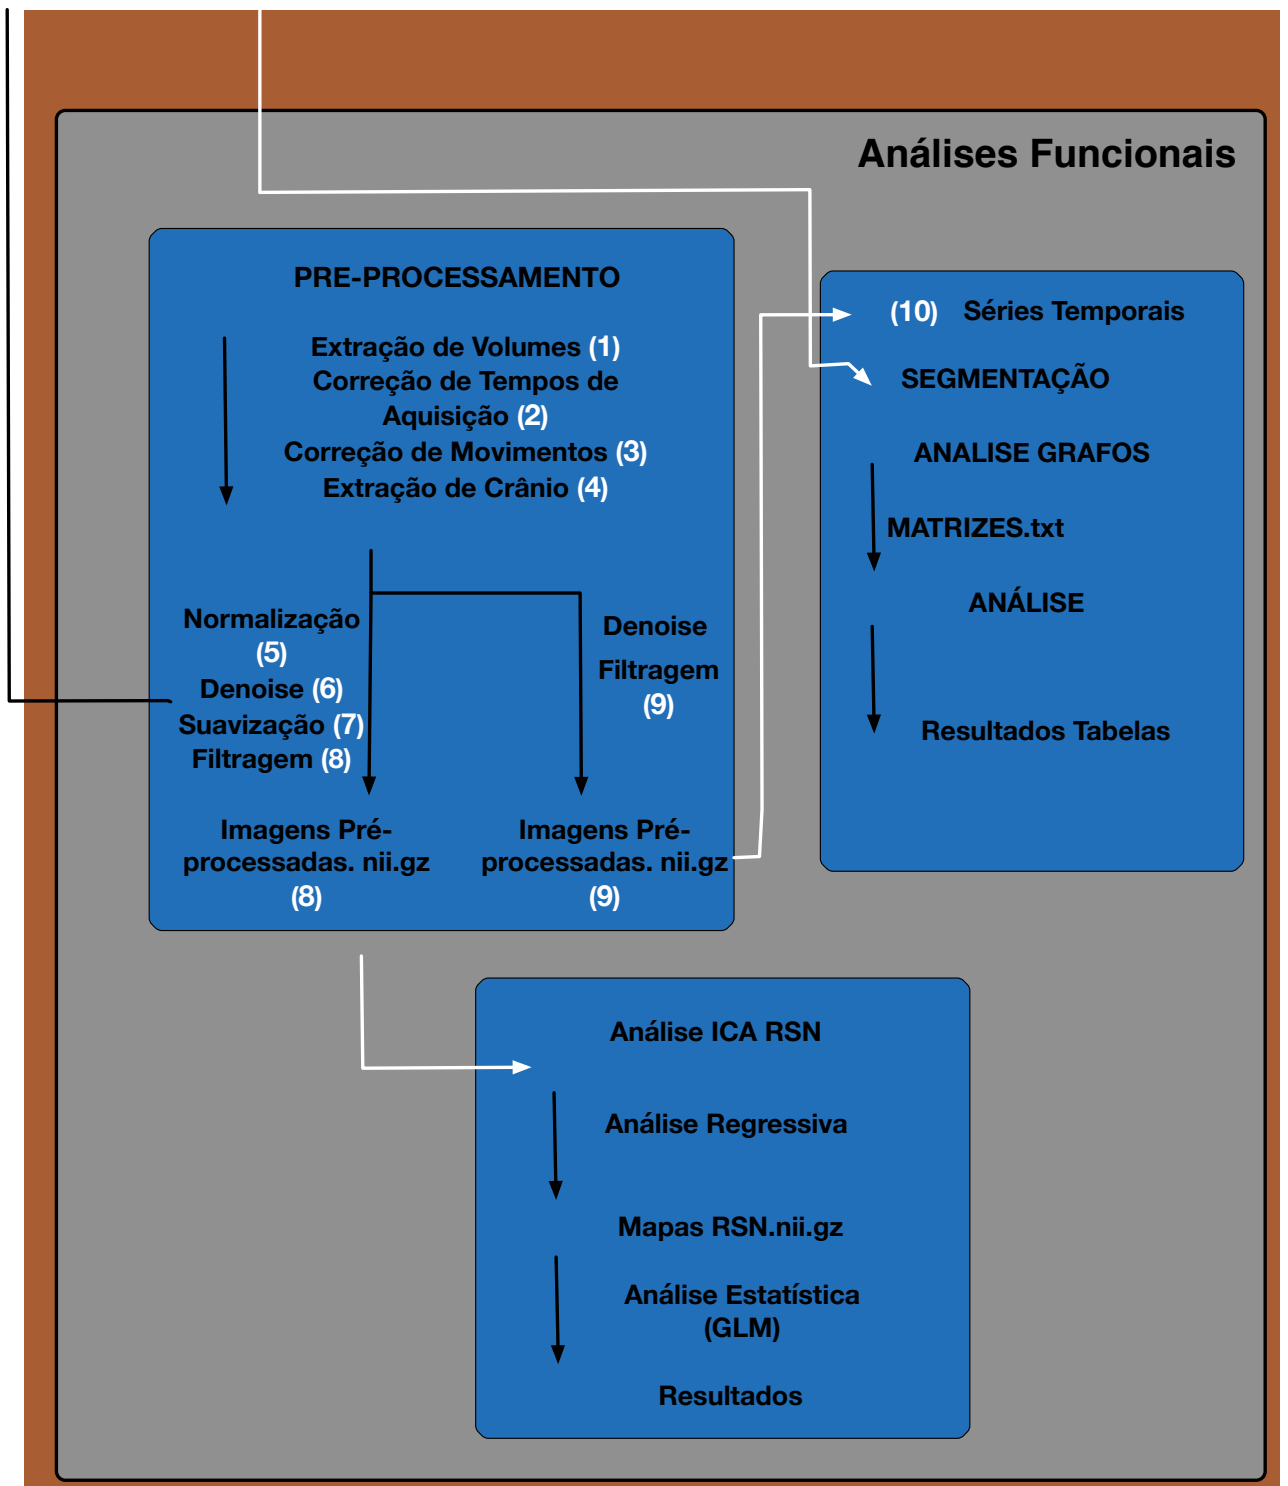 Análises Funcionais
PRE-PROCESSAMENTO
Extração de Volumes (1)
Correção de Tempos de
Aquisição (2)
Correção de Movimentos (3)
Extração de Crânio (4)
Normalização
(5)
Denoise (6)
Suavização (7)
Filtragem (8)
Imagens Pré-
processadas. nii.gz
(8)
Denoise
Filtragem
(9)
Imagens Pré-
processadas. nii.gz
(9)
(10) Séries Temporais
SEGMENTAÇÃO
ANALISE GRAFOS
MATRIZES.txt
ANÁLISE
Resultados Tabelas
Análise ICA RSN
Análise Regressiva
Mapas RSN.nii.gz
Análise Estatística
(GLM)
Resultados